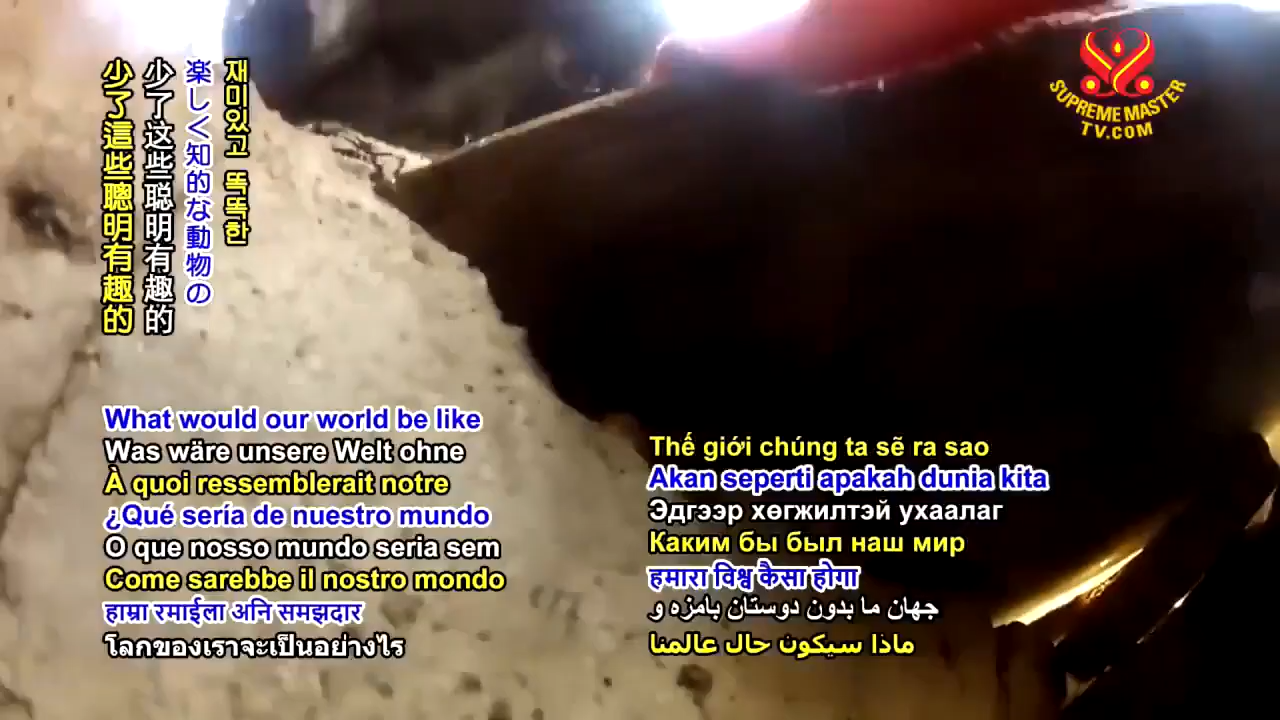 재미있고 똑똑한
楽しく知的な動物の
少了这些聪明有趣的
少了這些聰明有趣的
SUPREME MASTER
TV.COM
What would our world be like
Was wäre unsere Welt ohne
À quoi ressemblerait notre
¿Qué sería de nuestro mundo
O que nosso mundo seria sem
Come sarebbe il nostro mondo
हाम्रा रमाईला अनि समझदार
โลกของเราจะเป็นอย่างไร
Thế giới chúng ta sẽ ra sao
Akan seperti apakah dunia kita
Эдгээр хөгжилтэй ухаалаг
Каким бы был наш мир
हमारा विश्व कैसा होगा
جهان ما بدون دوستان بامزه و
ماذا سيكون حال عالمنا